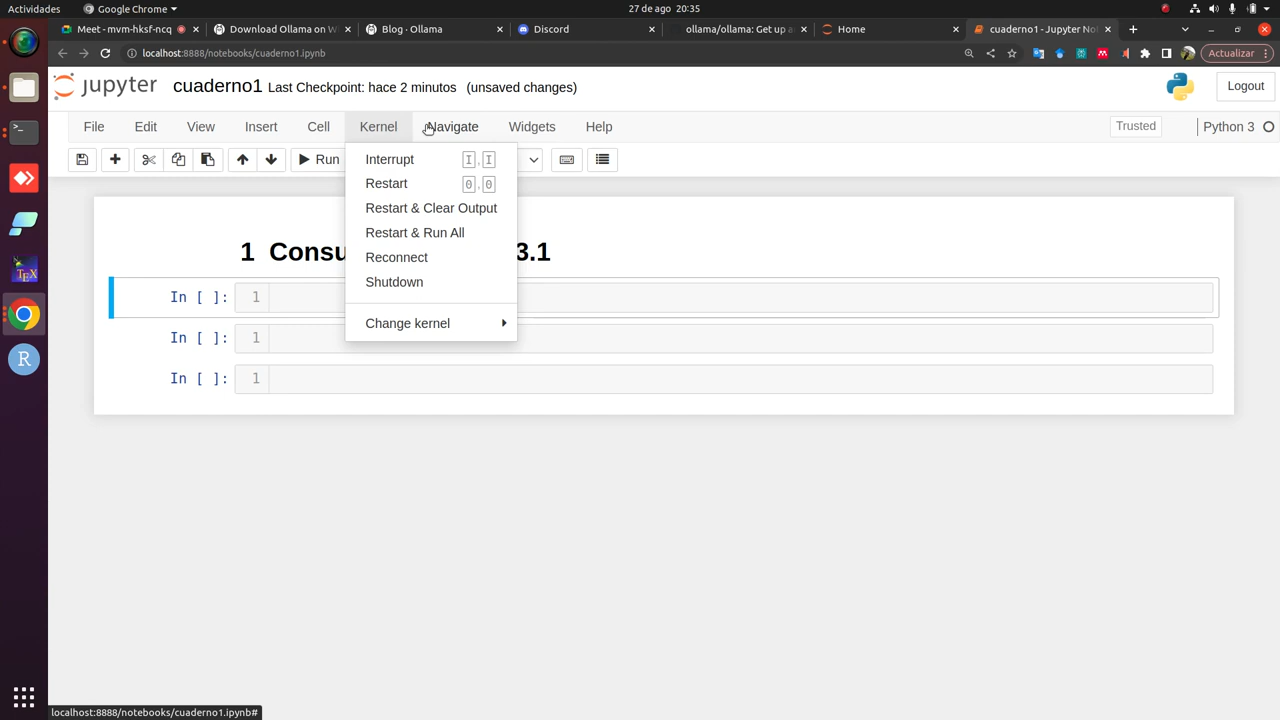 Actividades
Google Chrome
27 de ago 20:35
Meet - mvm-hksf-ncq
Download Ollama on W
Blog · Ollama
Discord
ollama/ollama: Get up a
Home
cuaderno1 - Jupyter No
localhost:8888/notebooks/cuaderno1.ipynb
Actualizar
jupyter
cuaderno1
Last Checkpoint: hace 2 minutos (unsaved changes)
Logout
File
Edit
View
Insert
Cell
Kernel
Navigate
Widgets
Help
Trusted
Python 3
Run
Interrupt I,I
Restart 0,0
Restart & Clear Output
Restart & Run All
Reconnect
Shutdown
Change kernel
1 Consu 3.1
In [ ]: 1
In [ ]: 1
In [ ]: 1
TEX
R
localhost:8888/notebooks/cuaderno1.ipynb#